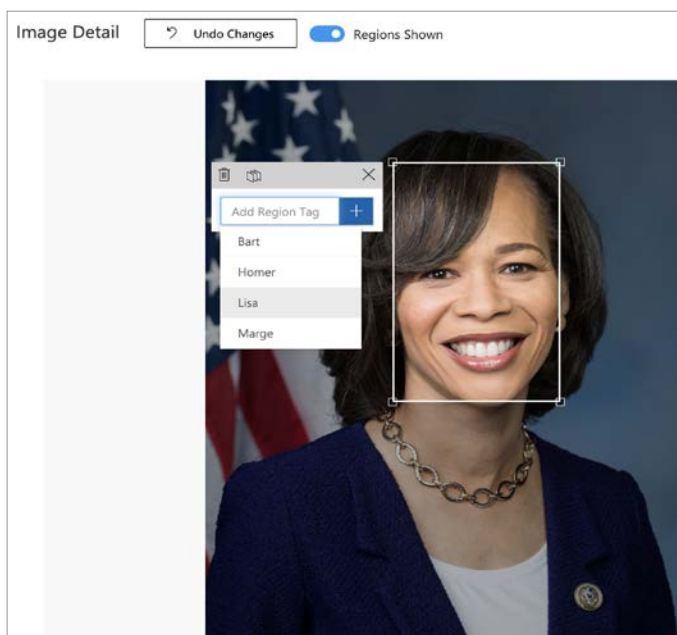 Image Detail
Undo Changes
Regions Shown
Add Region Tag
Bart
Homer
Lisa
Marge